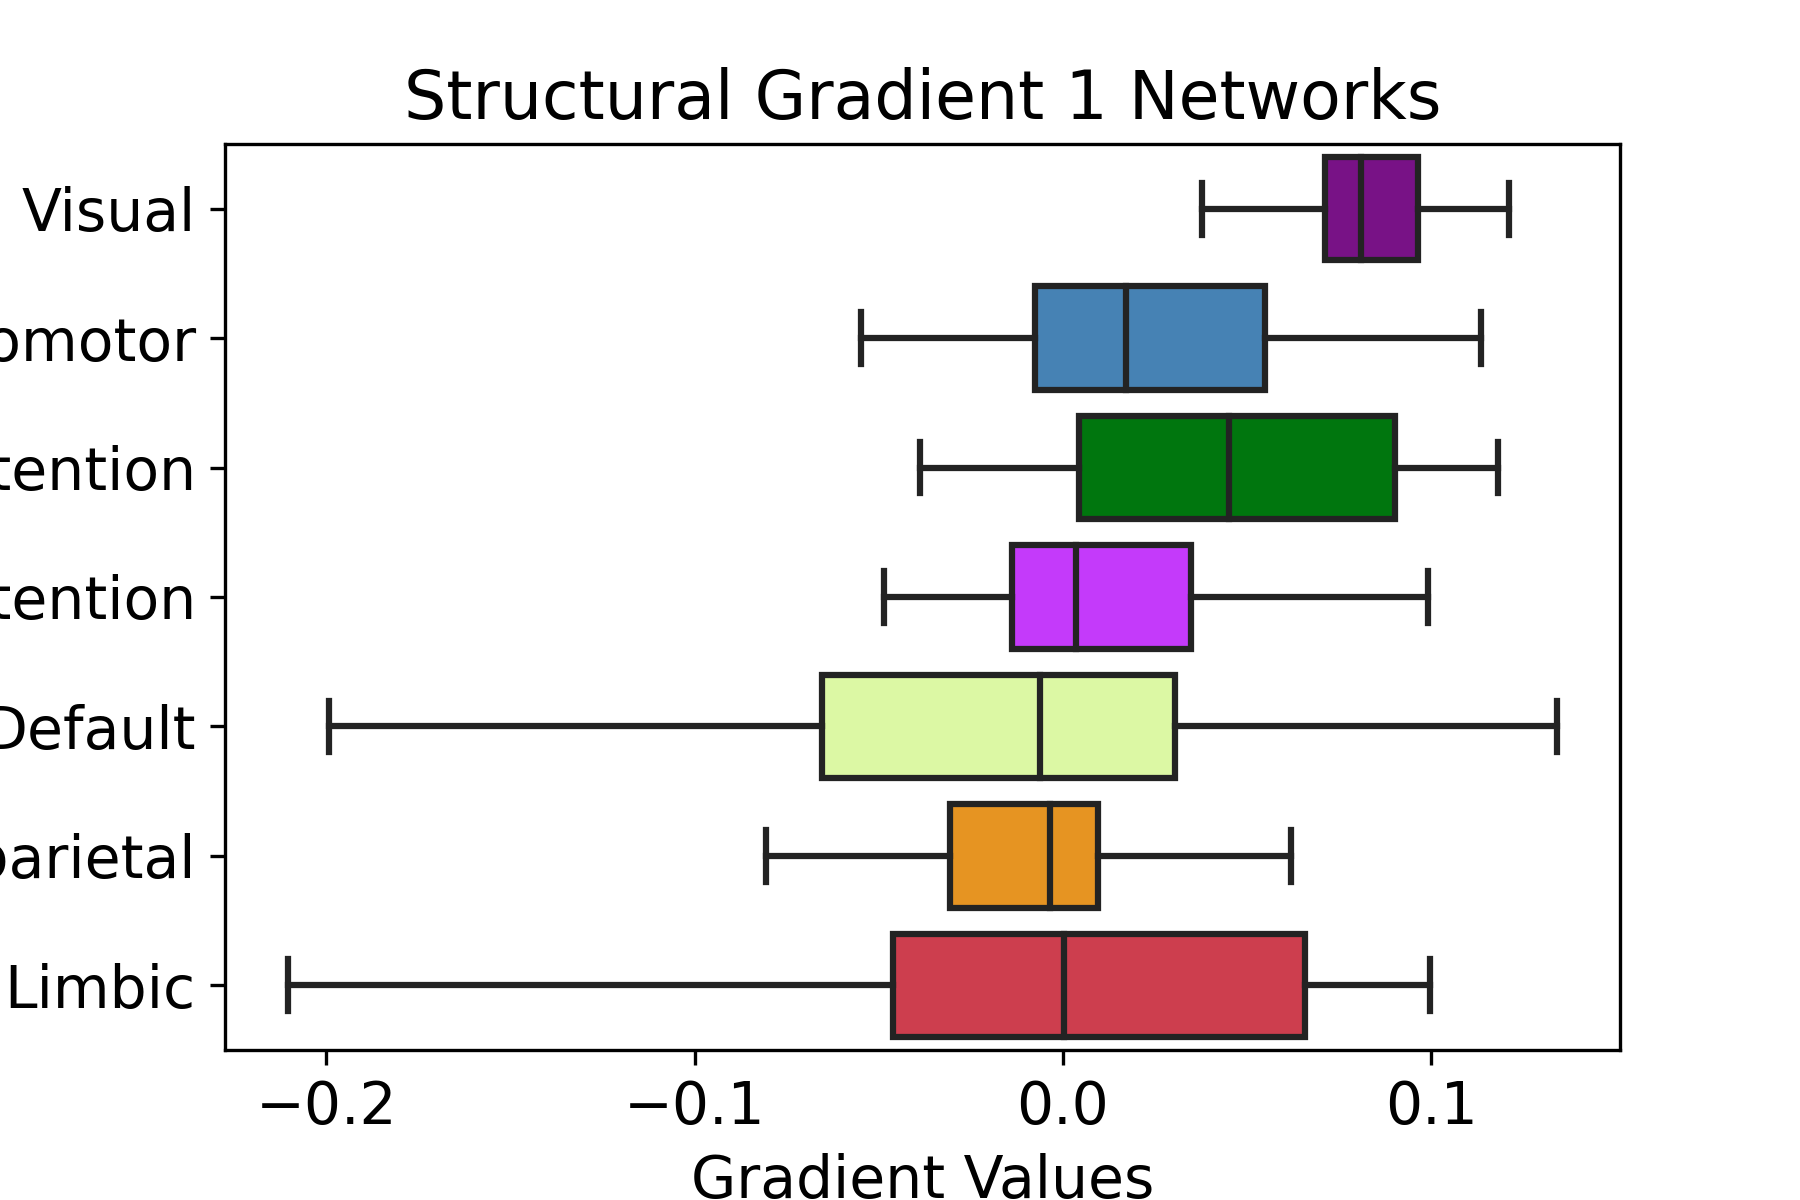 Structural Gradient 1 Networks
Visual
omotor
tention
tention
Default
parietal
Limbic
−0.2 −0.1 0.0 0.1
Gradient Values